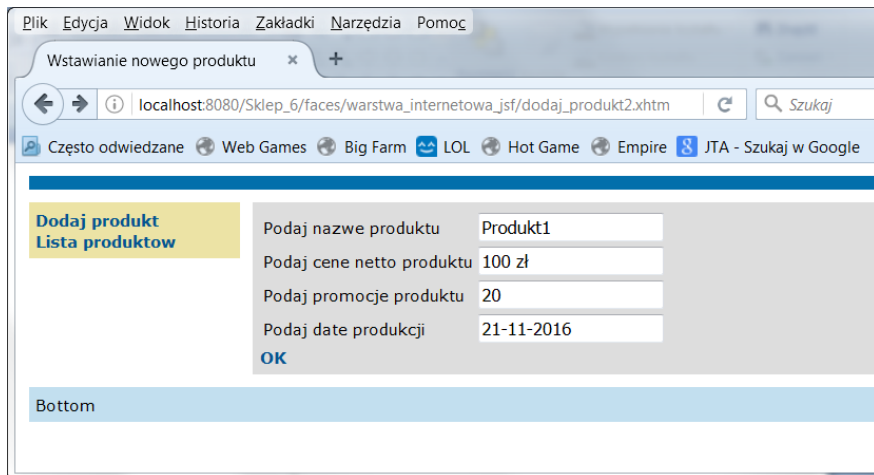 Plik Edycja Widok Historia Zakładki Narzędzia Pomoc
Wstawianie nowego produktu × +
localhost:8080/Sklep_6/faces/warstwa_internetowa_jsf/dodaj_produkt2.xhtm Szukaj
Często odwiedzane Web Games Big Farm LOL Hot Game Empire 8 JTA - Szukaj w Google
Dodaj produkt
Lista produktow
Podaj nazwe produktu Produkt1
Podaj cene netto produktu 100 zł
Podaj promocje produktu 20
Podaj date produkcji 21-11-2016
OK
Bottom